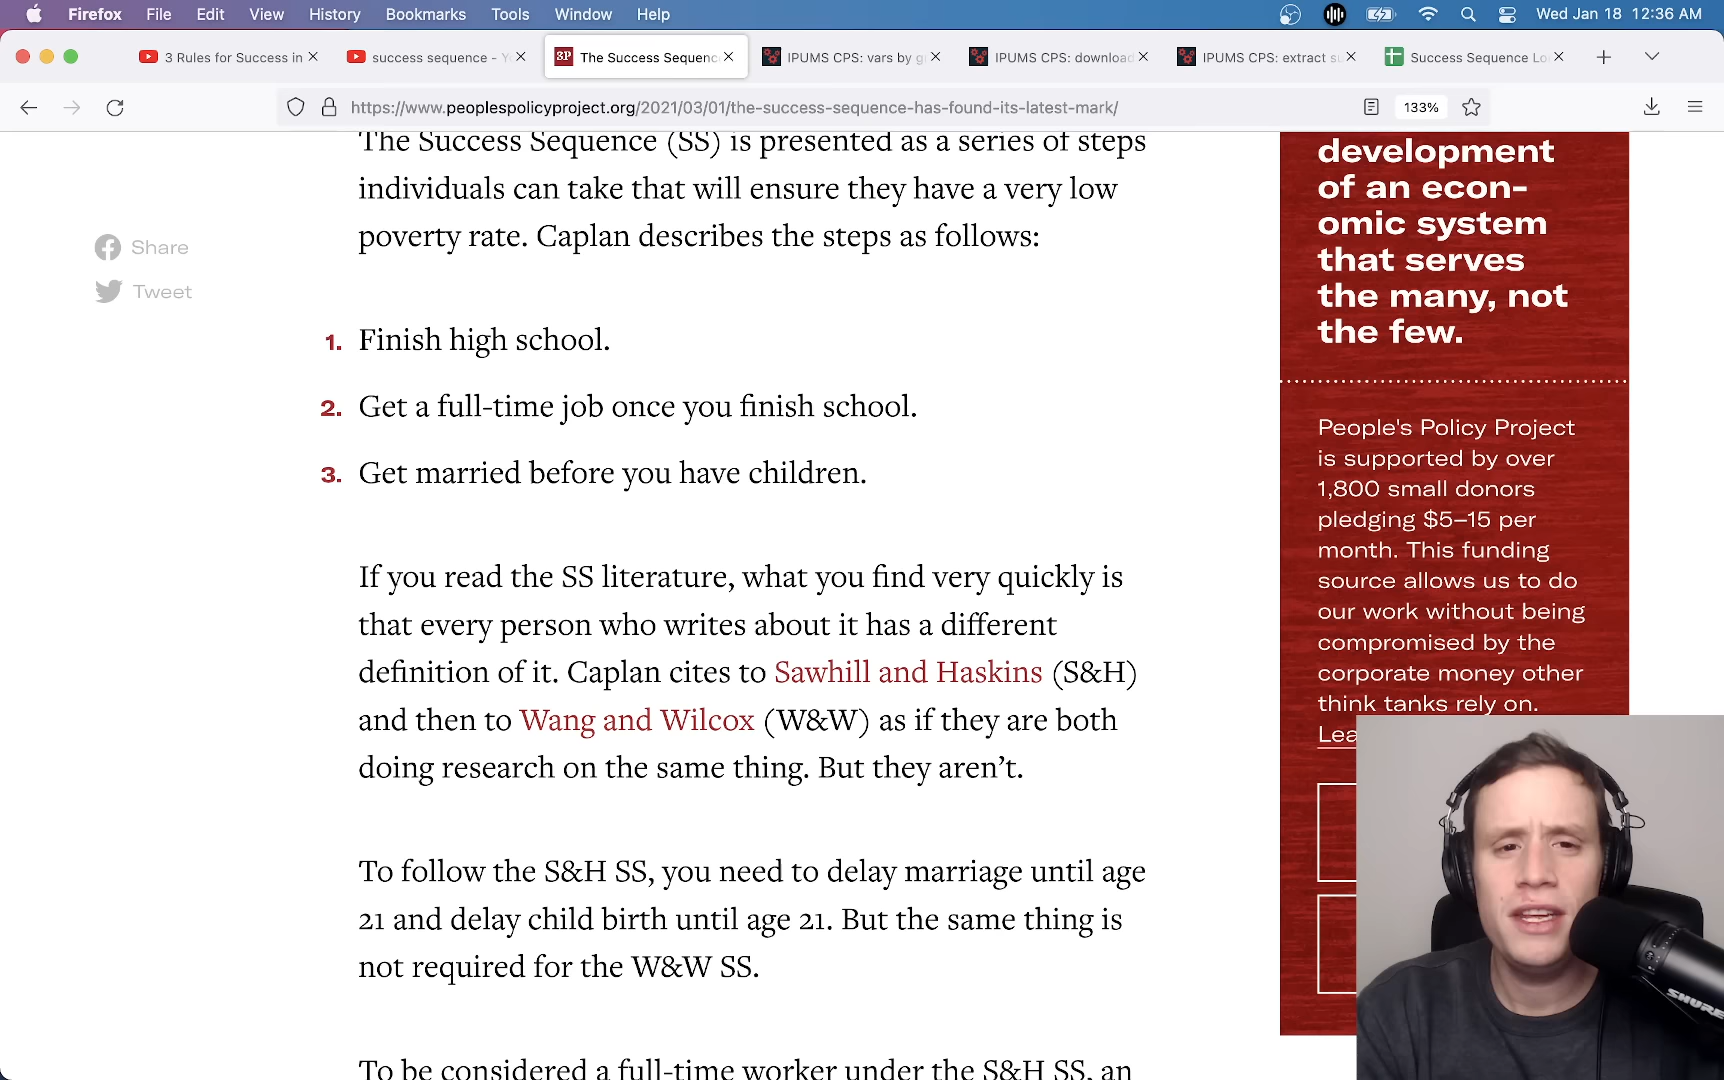 Firefox File Edit View History Bookmarks Tools Window Help Wed Jan 18 12:36 AM
3 Rules for Success in success sequence - The Success Sequenc IPUMS CPS: vars by IPUMS CPS: download IPUMS CPS: extract Success Sequence
https://www.peoplespolicyproject.org/2021/03/01/the-success-sequence-has-found-its-latest-mark/ 133%
Share
Tweet
The Success Sequence (SS) is presented as a series of steps
individuals can take that will ensure they have a very low
poverty rate. Caplan describes the steps as follows:
1. Finish high school.
2. Get a full-time job once you finish school.
3. Get married before you have children.
If you read the SS literature, what you find very quickly is
that every person who writes about it has a different
definition of it. Caplan cites to Sawhill and Haskins (S&H)
and then to Wang and Wilcox (W&W) as if they are both
doing research on the same thing. But they aren’t.
To follow the S&H SS, you need to delay marriage until age
21 and delay child birth until age 21. But the same thing is
not required for the W&W SS.
To be considered a full-time worker under the S&H SS, an
development
of an econ-
omic system
that serves
the many, not
the few.
People's Policy Project
is supported by over
1,800 small donors
pledging $5–15 per
month. This funding
source allows us to do
our work without being
compromised by the
corporate money other
think tanks rely on.
Lea
SHURE